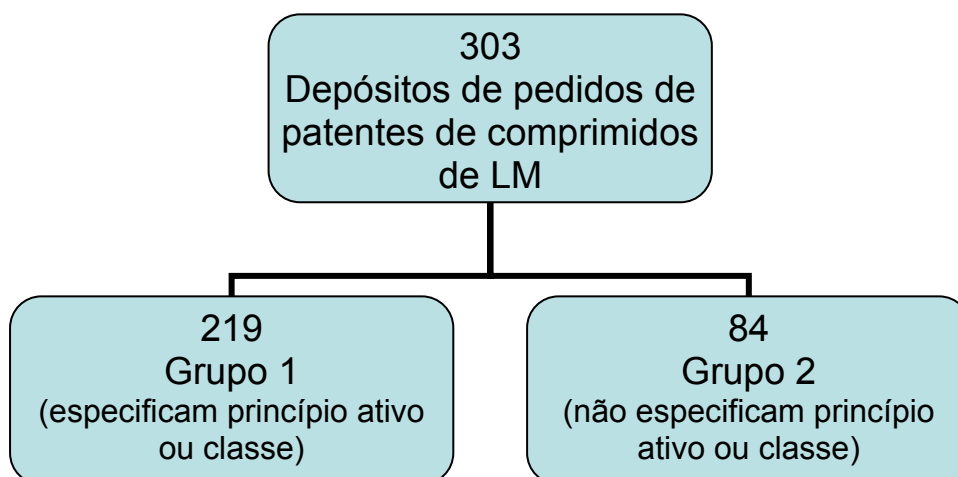 303
Depósitos de pedidos de
patentes de comprimidos
de LM
219
Grupo 1
(especificam princípio ativo
ou classe)
84
Grupo 2
(não especificam princípio
ativo ou classe)